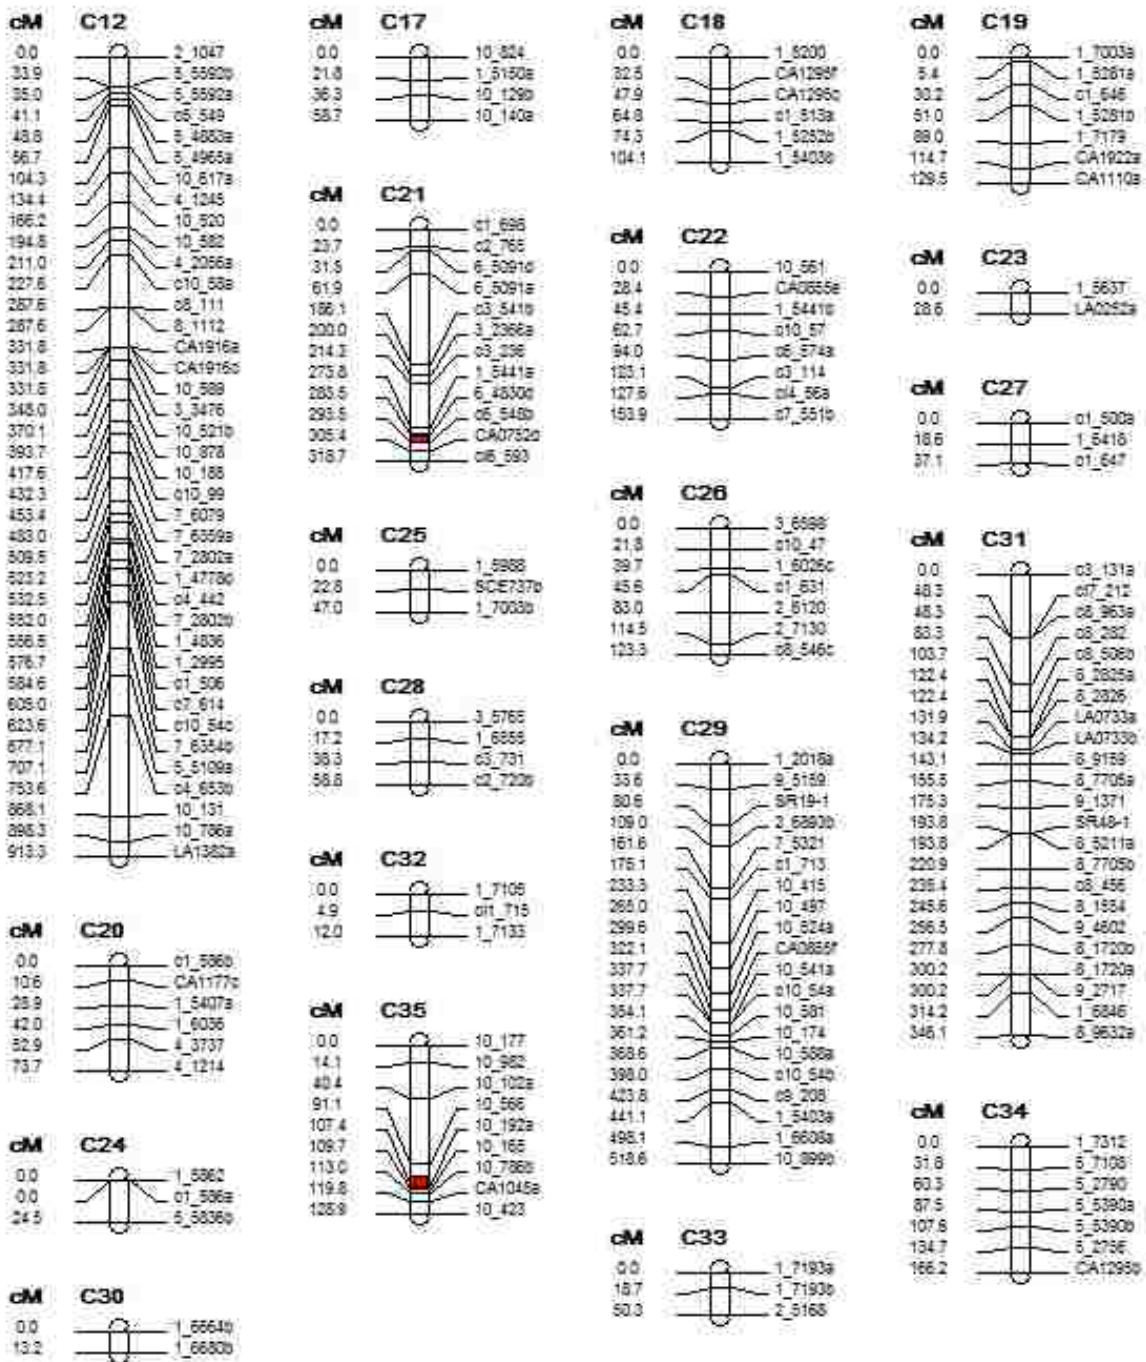 cM C12
0.0 2_1047
33.9 5_5592b
35.0 5_5592a
41.1 c5_549
48.8 5_4883a
56.7 5_4965a
104.3 10_617a
134.4 4_1245
166.2 10_520
194.8 10_582
211.0 4_2056a
227.6 c10_58a
287.6 c8_111
287.6 8_1112
331.8 CA1916a
331.8 CA1916c
331.8 10_589
348.0 3_3476
370.1 10_521b
393.7 10_878
417.6 10_188
432.3 c10_99
453.4 7_6079
483.0 7_6359a
509.5 7_2802a
523.2 1_4778c
532.5 c4_442
552.0 7_2802b
556.5 1_4836
576.7 1_2995
584.6 c1_506
605.0 c7_614
623.6 c10_54c
677.1 7_6354b
707.1 5_5109a
753.6 c4_653b
868.1 10_131
898.3 10_786a
913.3 LA1382a
cM C20
0.0 c1_586b
10.6 CA1177c
28.9 1_5407a
42.0 1_6036
52.9 4_3737
73.7 4_1214
cM C24
0.0 1_5862
0.0 c1_586a
24.5 5_5836b
cM C30
0.0 1_6664b
13.2 1_6680b
cM C17
0.0 10_824
21.8 1_5150a
36.3 10_129b
58.7 10_140a
cM C21
0.0 c1_698
23.7 c2_765
31.5 6_5091d
61.9 6_5091a
186.1 c3_541b
200.0 3_2366a
214.3 c3_236
273.8 1_5441a
283.5 6_4830d
293.5 c5_548b
305.4 CA0752b
318.7 cl6_593
cM C25
0.0 1_5988
22.8 SCE737b
47.0 1_7003b
cM C28
0.0 3_5765
17.2 1_6555
38.3 c3_731
58.8 c2_720b
cM C32
0.0 1_7106
4.9 cl1_715
12.0 1_7133
cM C35
0.0 10_177
14.1 10_982
40.4 10_102a
91.1 10_566
107.4 10_192a
109.7 10_165
113.0 10_786b
119.8 CA1045a
128.9 10_423
cM C18
0.0 1_5200
32.5 CA1295f
47.9 CA1295c
64.8 c1_513a
74.3 1_5252b
104.1 1_5403b
cM C22
0.0 10_561
28.4 CA0855e
45.4 1_5441b
62.7 c10_57
94.0 c6_574a
123.1 c3_114
127.6 cl4_56a
153.9 c7_551b
cM C26
0.0 3_6598
21.8 c10_47
39.7 1_6026c
45.6 c1_631
83.0 2_6120
114.5 2_7130
123.3 c8_546c
cM C29
0.0 1_2018a
33.6 9_5159
80.6 SR19-1
109.0 2_6893b
161.6 7_5321
175.1 c1_713
233.3 10_415
265.0 10_497
299.6 10_524a
322.1 CA0855f
337.7 10_541a
337.7 c10_54a
354.1 10_581
361.2 10_174
368.6 10_588a
398.0 c10_54b
423.8 c9_208
441.1 1_5403a
498.1 1_6608a
518.6 10_899b
cM C33
0.0 1_7193a
18.7 1_7193b
50.3 2_5168
cM C19
0.0 1_7003a
5.4 1_5281a
30.2 c1_646
51.0 1_5281b
89.0 1_7179
114.7 CA1922a
129.5 CA1110a
cM C23
0.0 1_5637
28.6 LA0252a
cM C27
0.0 c1_500a
18.6 1_5418
37.1 c1_647
cM C31
0.0 c3_131a
48.3 cl7_212
48.3 c8_963a
83.3 c8_282
103.7 c8_506b
122.4 8_2825a
122.4 8_2826
131.9 LA0733a
134.2 LA0733b
143.1 8_9159
155.5 8_7705a
175.3 9_1371
193.8 SR48-1
193.8 8_5211a
220.9 8_7705b
235.4 c8_456
245.6 8_1554
256.5 9_4602
277.8 8_1720b
300.2 8_1720a
300.2 9_2717
314.2 1_6846
346.1 8_9632a
cM C34
0.0 1_7312
31.8 5_7108
60.3 5_2790
87.5 5_5390a
107.6 5_5390b
134.7 5_2756
166.2 CA1295b